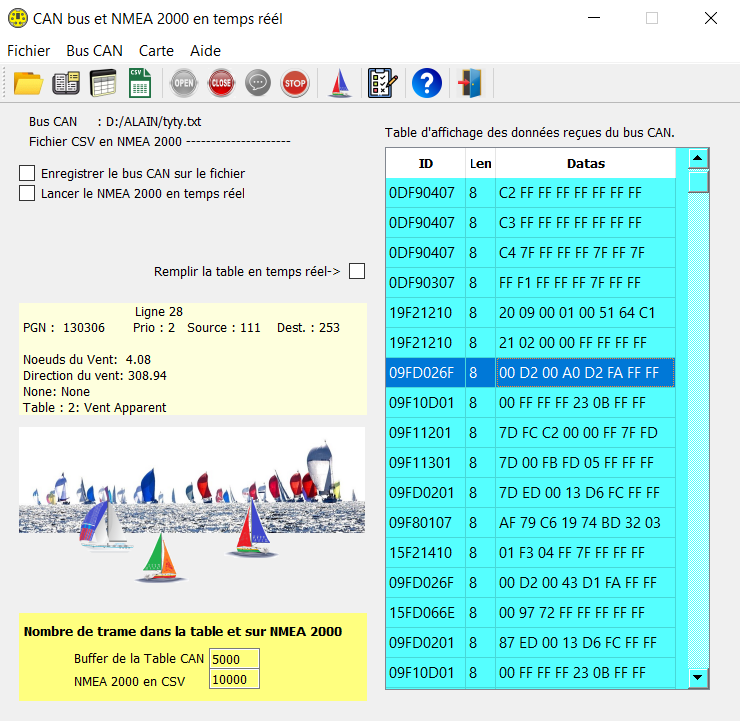 CAN bus et NMEA 2000 en temps réél
Fichier Bus CAN Carte Aide
CSV OPEN CLOSE STOP ?
Bus CAN : D:/ALAIN/tyty.txt
Fichier CSV en NMEA 2000 ---------------------
Enregistrer le bus CAN sur le fichier
Lancer le NMEA 2000 en temps réel
Remplir la table en temps réel->
Ligne 28
PGN : 130306 Prio : 2 Source : 111 Dest. : 253
Noeuds du Vent: 4.08
Direction du vent: 308.94
None: None
Table : 2: Vent Apparent
Nombre de trame dans la table et sur NMEA 2000
Buffer de la Table CAN 5000
NMEA 2000 en CSV 10000
Table d'affichage des données reçues du bus CAN.
ID Len Datas
0DF90407 8 C2 FF FF FF FF FF FF FF
0DF90407 8 C3 FF FF FF FF FF FF FF
0DF90407 8 C4 7F FF FF FF 7F FF 7F
0DF90307 8 FF F1 FF FF FF 7F FF FF
19F21210 8 20 09 00 01 00 51 64 C1
19F21210 8 21 02 00 00 FF FF FF FF
09FD026F 8 00 D2 00 A0 D2 FA FF FF
09F10D01 8 00 FF FF FF 23 0B FF FF
09F11201 8 7D FC C2 00 00 FF 7F FD
09F11301 8 7D 00 FB FD 05 FF FF FF
09FD0201 8 7D ED 00 13 D6 FC FF FF
09F80107 8 AF 79 C6 19 74 BD 32 03
15F21410 8 01 F3 04 FF 7F FF FF FF
09FD026F 8 00 D2 00 43 D1 FA FF FF
15FD066E 8 00 97 72 FF FF FF FF FF
09FD0201 8 87 ED 00 13 D6 FC FF FF
09F10D01 8 00 FF FF FF 23 0B FF FF